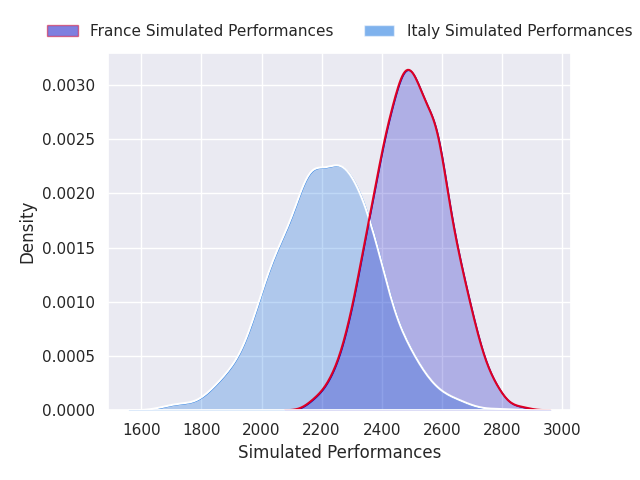 France Simulated Performances Italy Simulated Performances
0.0030
0.0025
0.0020
0.0015
0.0010
0.0005
0.0000
Density
1600 1800 2000 2200 2400 2600 2800 3000
Simulated Performances